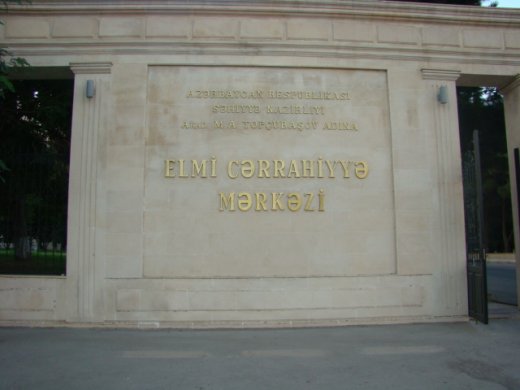 AZƏRBAYCAN RESPUBLİKASI
SƏHİYYƏ NAZİRLİYİ
AKAD. M.A. TOPÇUBAŞOV ADINA
ELMİ CƏRRAHİYYƏ
MƏRKƏZİ